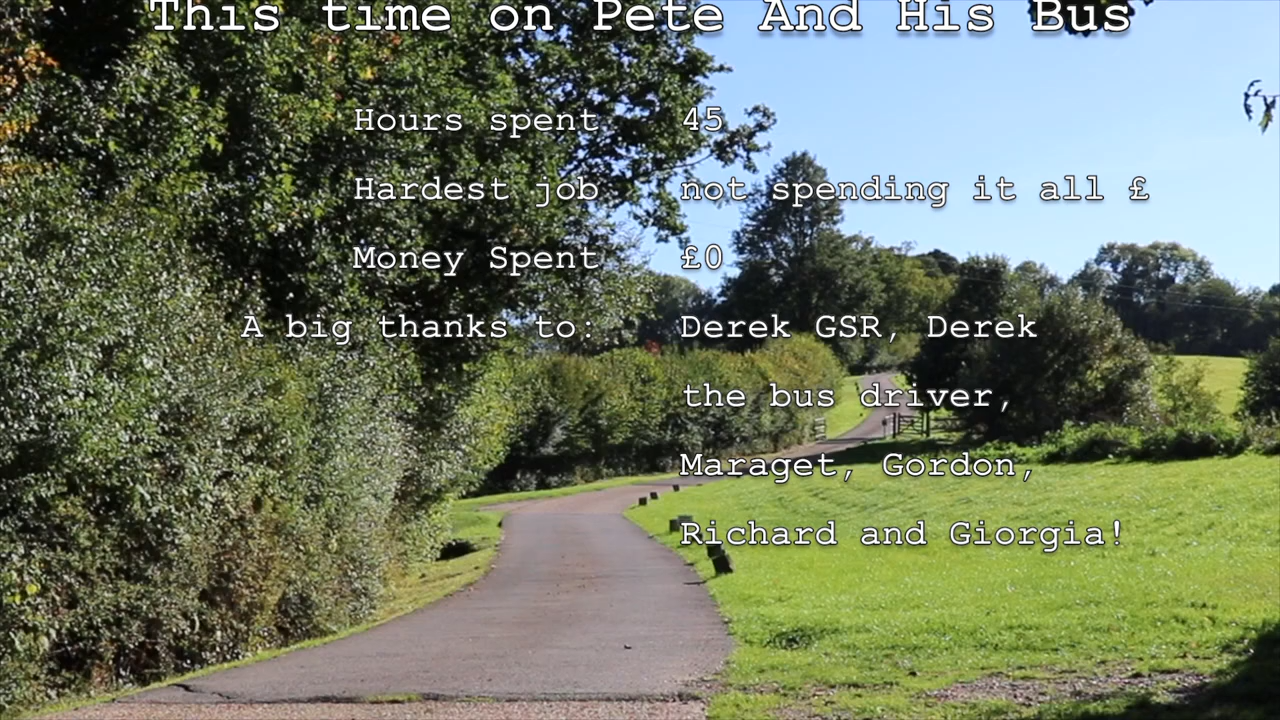 This time on Pete And His Bus
Hours spent 45
Hardest job not spending it all £
Money Spent £0
A big thanks to: Derek GSR, Derek
the bus driver,
Maraget, Gordon,
Richard and Giorgia!